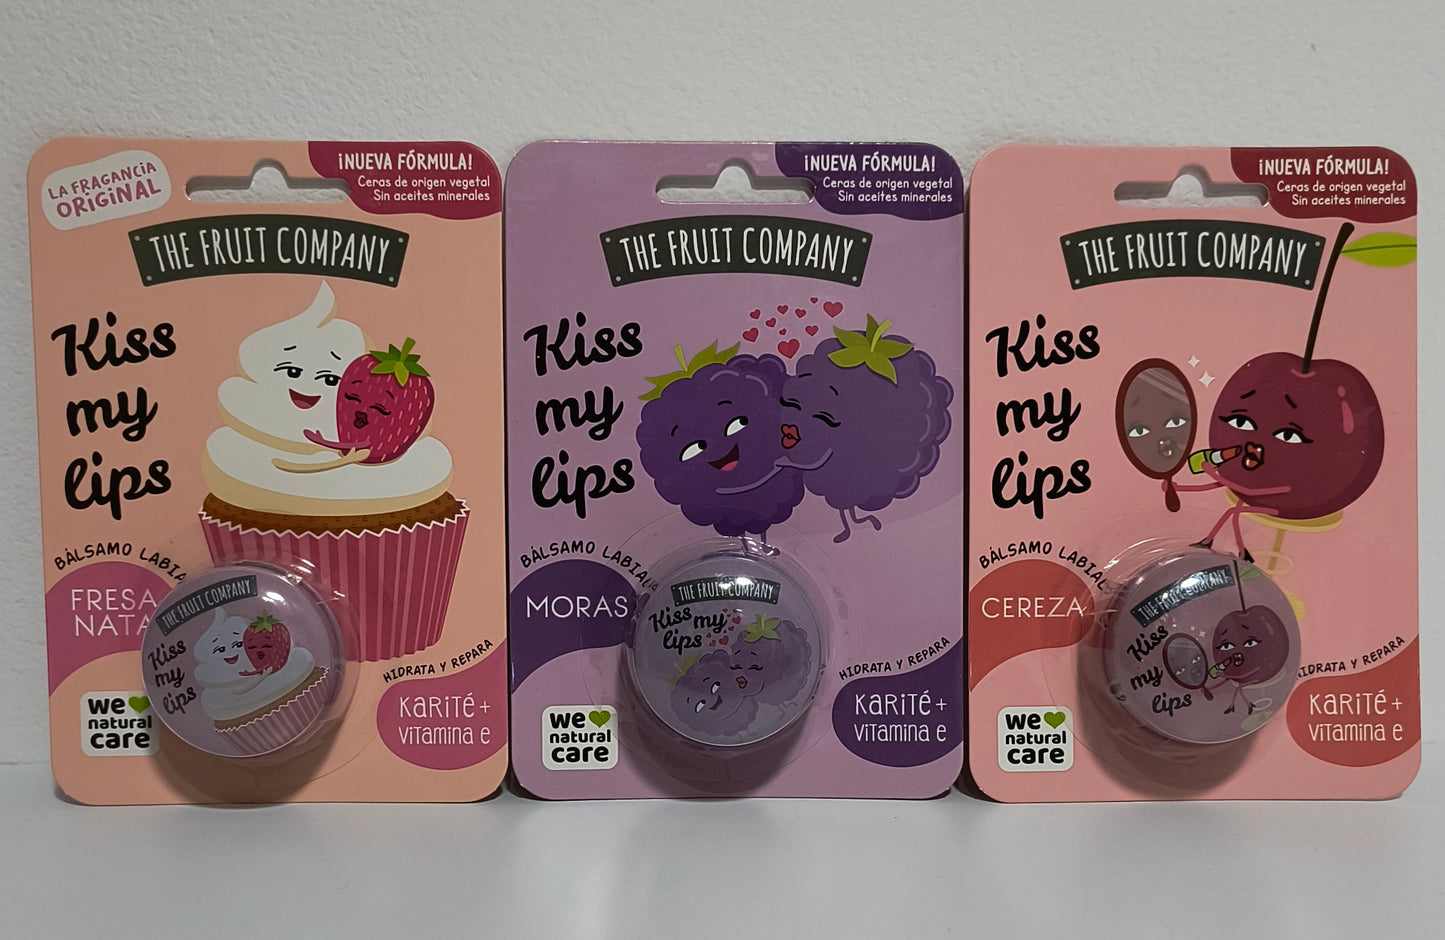 LA FRAGANCIA
ORIGINAL
¡NUEVA FÓRMULA!
Ceras de origen vegetal
Sin aceites minerales
THE FRUIT COMPANY
Kiss
my
lips
BÁLSAMO LABIA
FRESA
NATA
THE FRUIT COMPANY
Kiss
my
lips
HIDRATA Y REPARA
KARITÉ +
VITAMINA E
we
natural
care
¡NUEVA FÓRMULA!
Ceras de origen vegetal
Sin aceites minerales
THE FRUIT COMPANY
Kiss
my
lips
BÁLSAMO LABIAL
MORAS
THE FRUIT COMPANY
Kiss my
lips
HIDRATA Y REPARA
KARITÉ +
VITAMINA E
we
natural
care
¡NUEVA FÓRMULA!
Ceras de origen vegetal
Sin aceites minerales
THE FRUIT COMPANY
Kiss
my
lips
BÁLSAMO LABIAL
CEREZA
THE FRUIT COMPANY
Kiss
my
lips
HIDRATA Y REPARA
KARITÉ +
VITAMINA E
we
natural
care